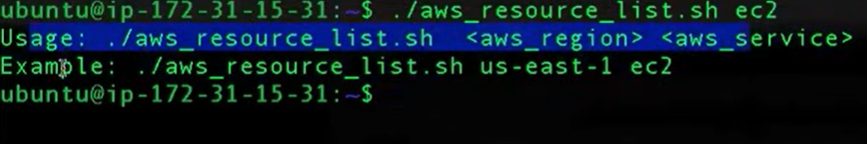 ubuntu@ip-172-31-15-31:~$ ./aws_resource_list.sh ec2
Usage: ./aws_resource_list.sh  <aws_region> <aws_service>
Example: ./aws_resource_list.sh us-east-1 ec2
ubuntu@ip-172-31-15-31:~$